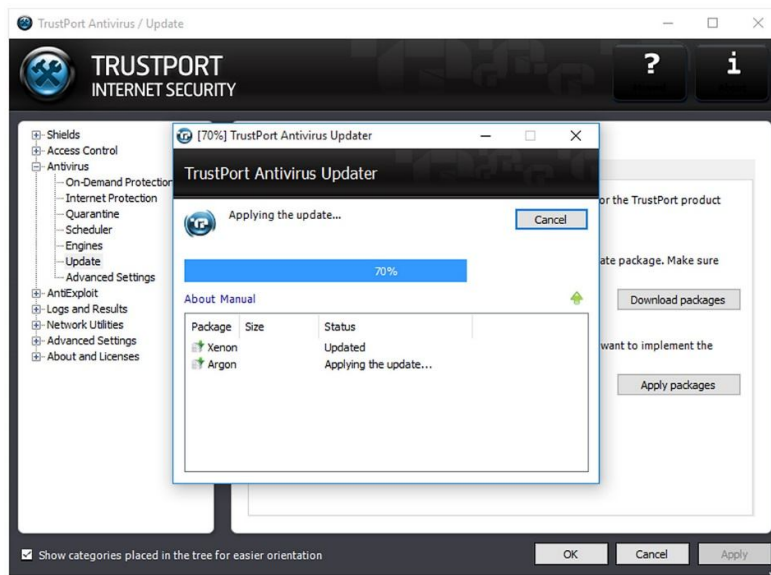 TrustPort Antivirus / Update
TRUSTPORT
INTERNET SECURITY
?
i
Shields
Access Control
Antivirus
On-Demand Protection
Internet Protection
Quarantine
Scheduler
Engines
Update
Advanced Settings
AntiExploit
Logs and Results
Network Utilities
Advanced Settings
About and Licenses
[70%] TrustPort Antivirus Updater
TrustPort Antivirus Updater
Applying the update...
Cancel
70%
About Manual
Package Size Status
Xenon Updated
Argon Applying the update...
or the TrustPort product
ate package. Make sure
Download packages
want to implement the
Apply packages
Show categories placed in the tree for easier orientation
OK
Cancel
Apply